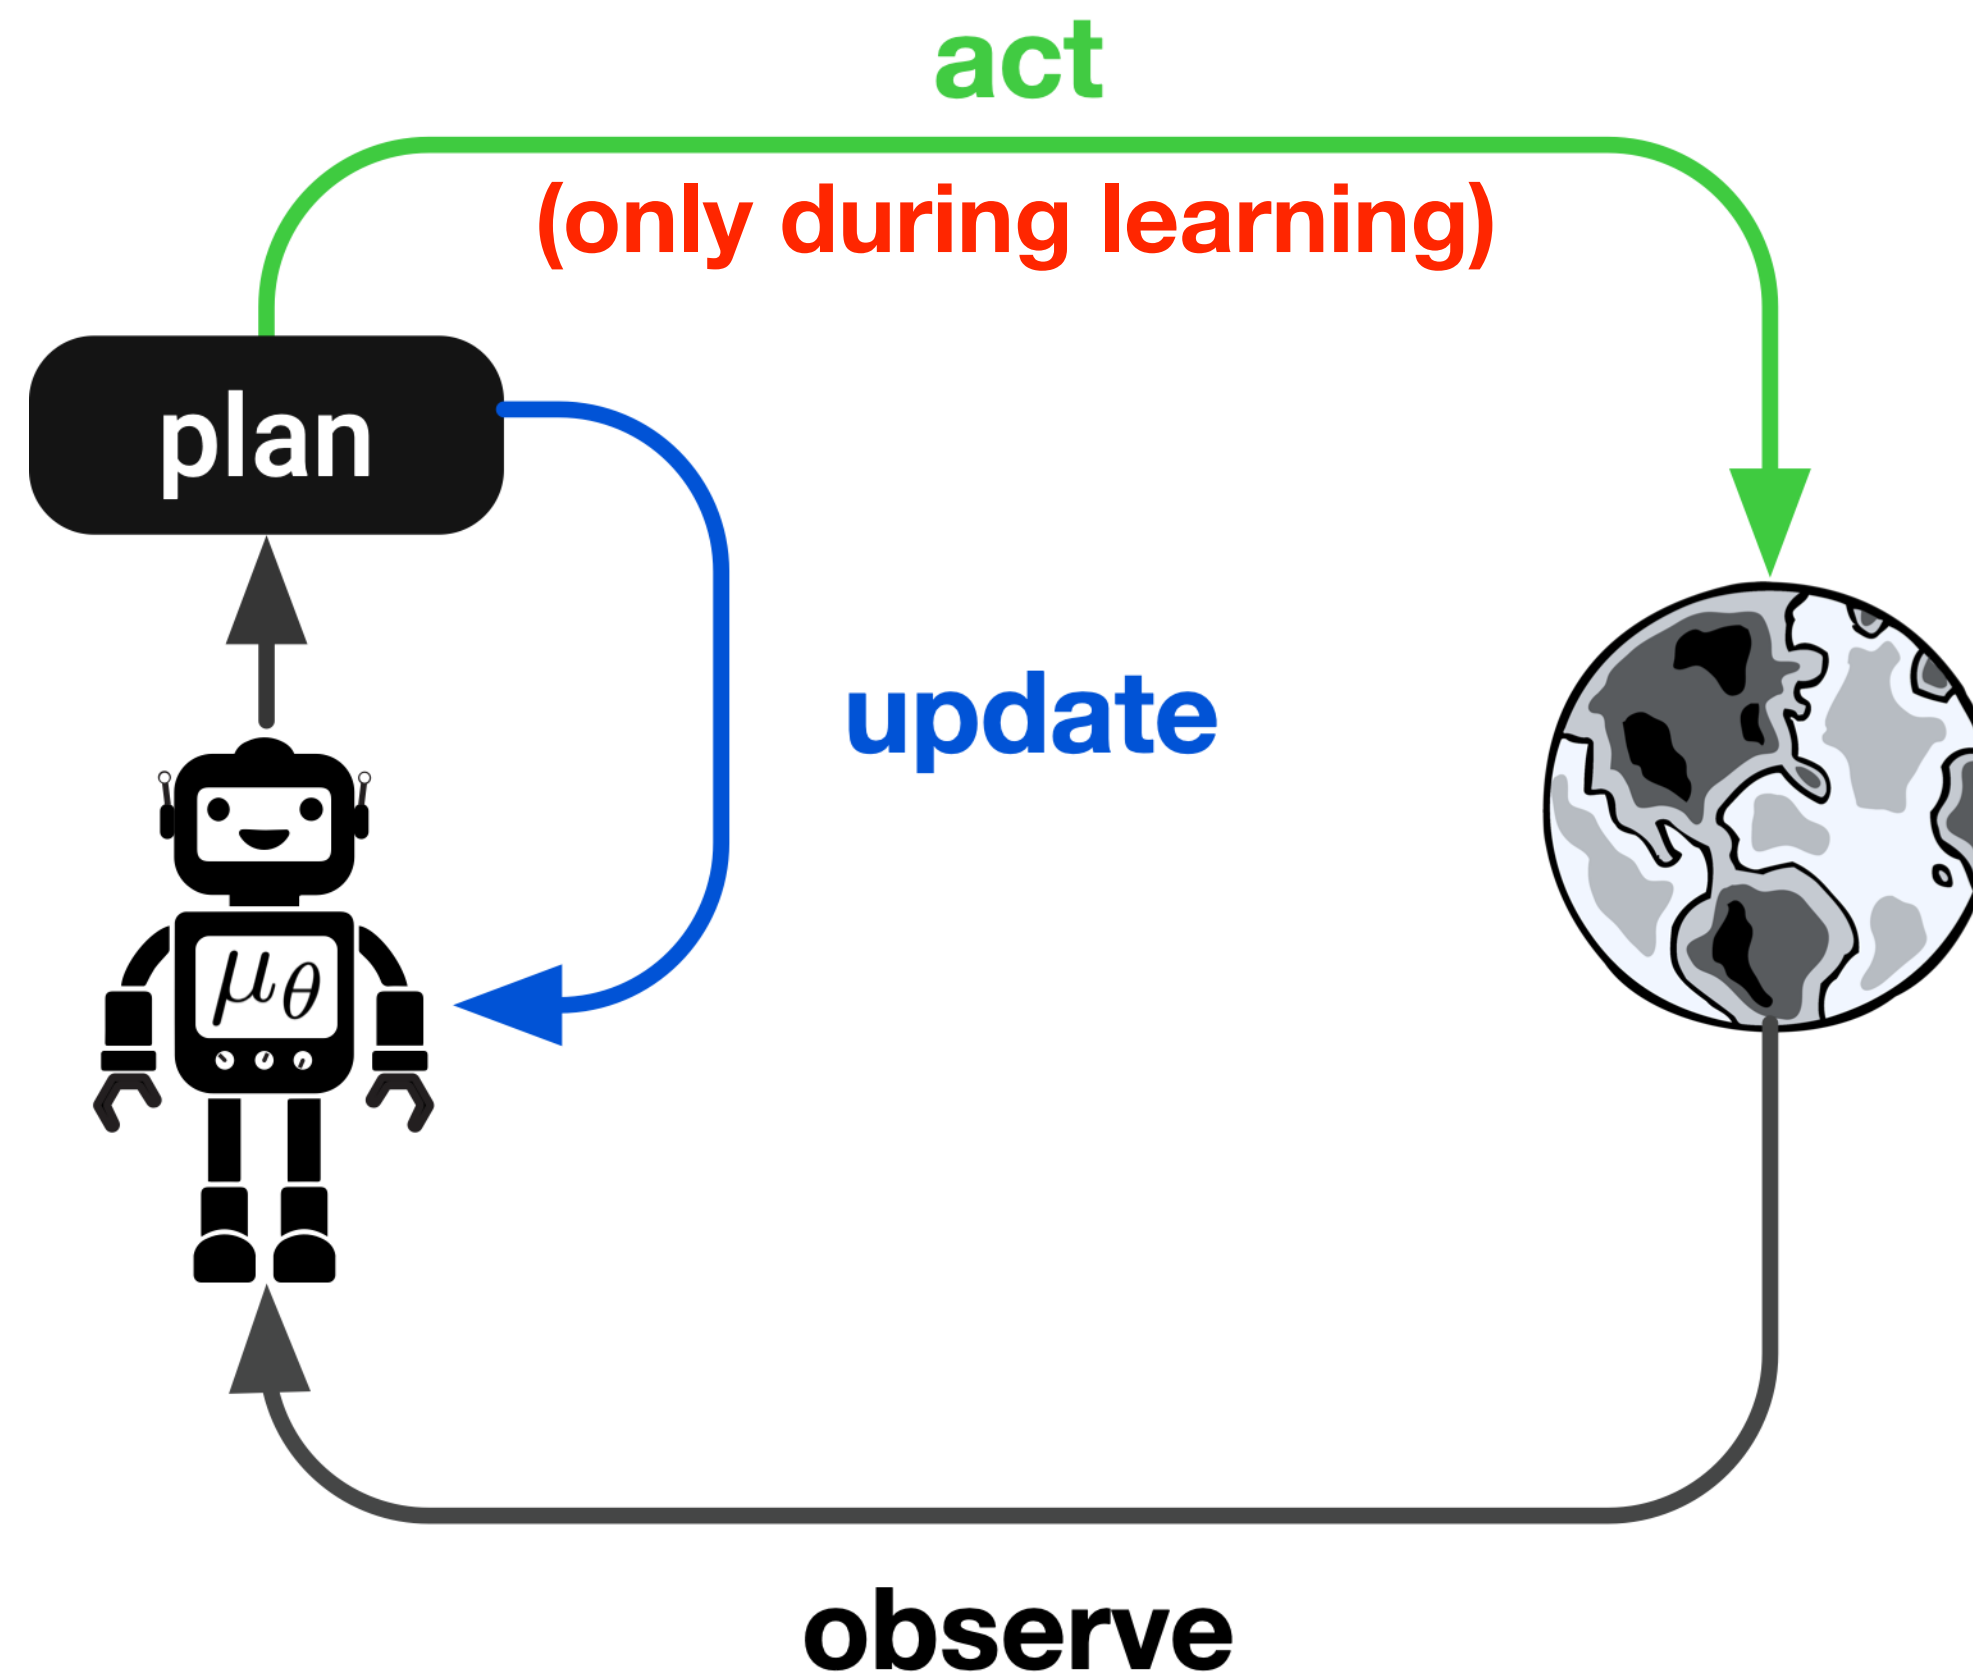 act
(only during learning)
plan
update
μθ
observe